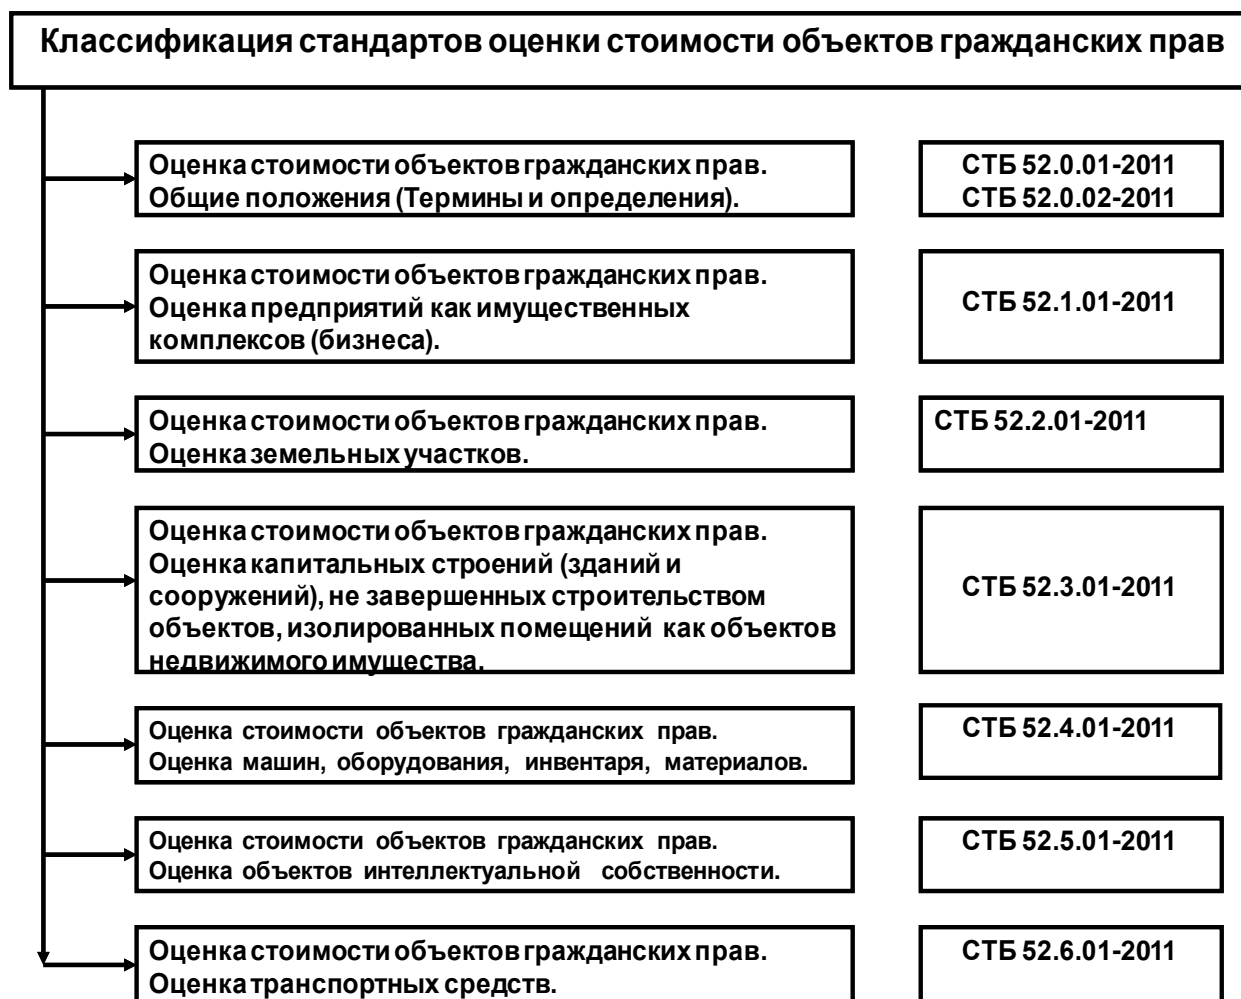 Классификация стандартов оценки стоимости объектов гражданских прав
Оценка стоимости объектов гражданских прав.
Общие положения (Термины и определения).
СТБ 52.0.01-2011
СТБ 52.0.02-2011
Оценка стоимости объектов гражданских прав.
Оценка предприятий как имущественных
комплексов (бизнеса).
СТБ 52.1.01-2011
Оценка стоимости объектов гражданских прав.
Оценка земельных участков.
СТБ 52.2.01-2011
Оценка стоимости объектов гражданских прав.
Оценка капитальных строений (зданий и
сооружений), не завершенных строительством
объектов, изолированных помещений как объектов
недвижимого имущества.
СТБ 52.3.01-2011
Оценка стоимости объектов гражданских прав.
Оценка машин, оборудования, инвентаря, материалов.
СТБ 52.4.01-2011
Оценка стоимости объектов гражданских прав.
Оценка объектов интеллектуальной собственности.
СТБ 52.5.01-2011
Оценка стоимости объектов гражданских прав.
Оценка транспортных средств.
СТБ 52.6.01-2011